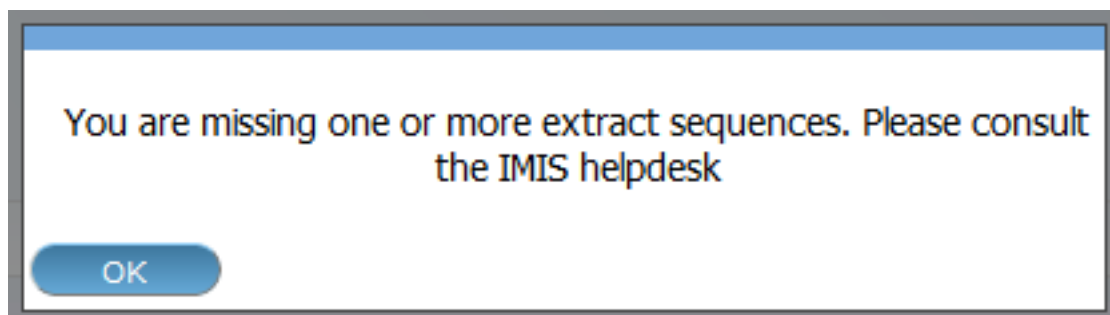 You are missing one or more extract sequences. Please consult
the IMIS helpdesk
OK